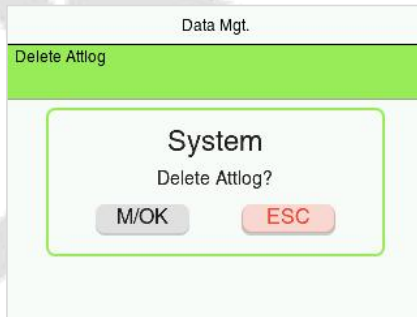 Data Mgt.
Delete Attlog
System
Delete Attlog?
M/OK ESC